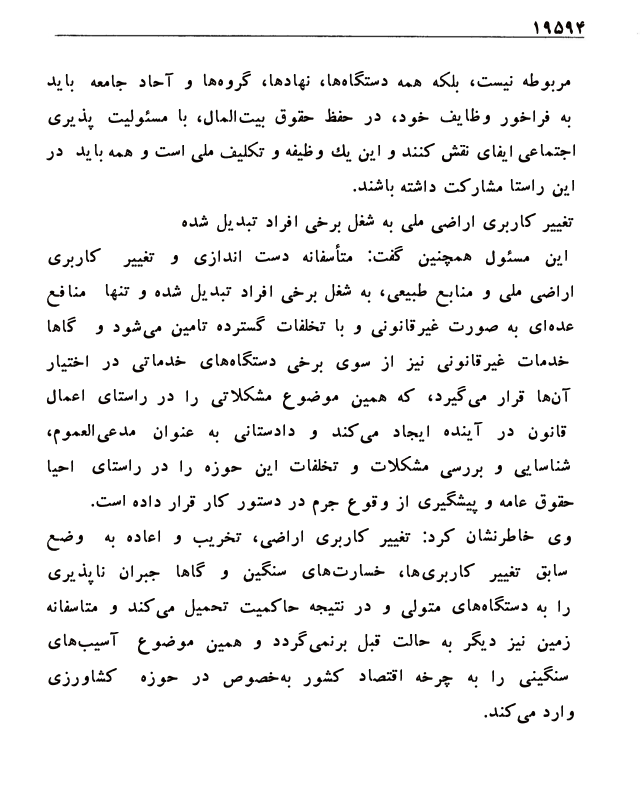 ۱۹۵۹۴
مربوطه نیست، بلکه همه دستگاه‌ها، نهادها، گروه‌ها و آحاد جامعه باید
به فراخور وظایف خود، در حفظ حقوق بیت‌المال، با مسئولیت پذیری
اجتماعی ایفای نقش کنند و این یك وظیفه و تکلیف ملی است و همه باید در
این راستا مشارکت داشته باشند.
تغییر کاربری اراضی ملی به شغل برخی افراد تبدیل شده
این مسئول همچنین گفت: متأسفانه دست اندازی و تغییر کاربری
اراضی ملی و منابع طبیعی، به شغل برخی افراد تبدیل شده و تنها منافع
عده‌ای به صورت غیرقانونی و با تخلفات گسترده تامین می‌شود و گاها
خدمات غیرقانونی نیز از سوی برخی دستگاه‌های خدماتی در اختیار
آن‌ها قرار می‌گیرد، که همین موضوع مشکلاتی را در راستای اعمال
قانون در آینده ایجاد می‌کند و دادستانی به عنوان مدعی‌العموم،
شناسایی و بررسی مشکلات و تخلفات این حوزه را در راستای احیا
حقوق عامه و پیشگیری از وقوع جرم در دستور کار قرار داده است.
وی خاطرنشان کرد: تغییر کاربری اراضی، تخریب و اعاده به وضع
سابق تغییر کاربری‌ها، خسارت‌های سنگین و گاها جبران ناپذیری
را به دستگاه‌های متولی و در نتیجه حاکمیت تحمیل می‌کند و متاسفانه
زمین نیز دیگر به حالت قبل برنمی‌گردد و همین موضوع آسیب‌های
سنگینی را به چرخه اقتصاد کشور به‌خصوص در حوزه کشاورزی
وارد می‌کند.